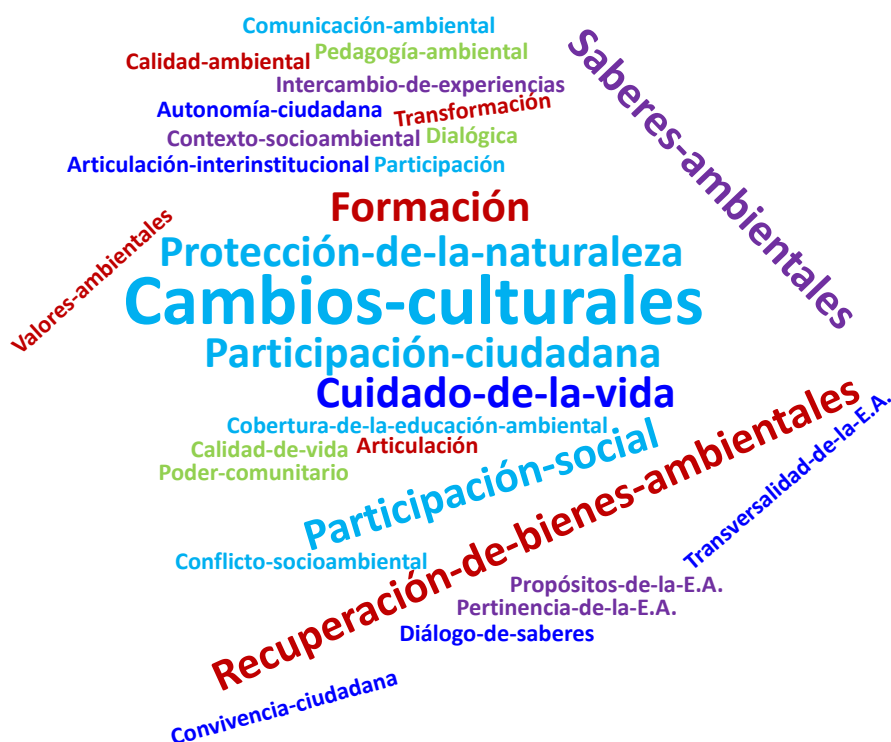 Comunicación-ambiental
Calidad-ambiental Pedagogía-ambiental
Intercambio-de-experiencias
Autonomía-ciudadana Transformación
Contexto-socioambiental Dialógica
Articulación-interinstitucional Participación
Saberes-ambientales
Formación
Valores-ambientales
Protección-de-la-naturaleza
Cambios-culturales
Participación-ciudadana
Cuidado-de-la-vida
Cobertura-de-la-educación-ambiental
Calidad-de-vida Articulación
Poder-comunitario
Participación-social
Recuperación-de-bienes-ambientales
Transversalidad-de-la-E.A.
Conflicto-socioambiental
Propósitos-de-la-E.A.
Pertinencia-de-la-E.A.
Diálogo-de-saberes
Convivencia-ciudadana